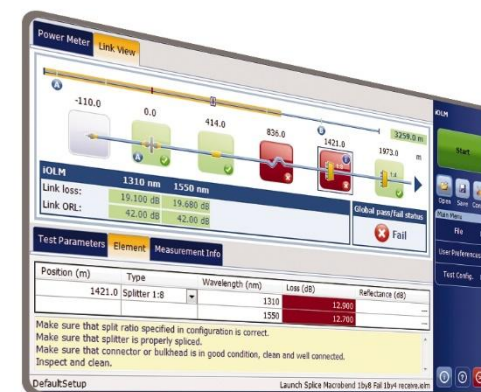 Power Meter Link View
-110.0 0.0 414.0 836.0 1421.0 1973.0 m
3259.0 m
A
B
A
1:8
1:4
iOLM 1310 nm 1550 nm
Link loss: 19.100 dB 19.680 dB
Link ORL: 42.00 dB 42.00 dB
Global pass/fail status
Fail
Test Parameters Element Measurement Info
Position (m) Type Wavelength (nm) Loss (dB) Reflectance (dB)
1421.0 Splitter 1:8 1310 12.900 ---
1550 12.700 ---
Make sure that split ratio specified in configuration is correct.
Make sure that splitter is properly spliced.
Make sure that connector or bulkhead is in good condition, clean and well connected.
Inspect and clean.
DefaultSetup Launch Splice Macrobend 1by8 Fail 1by4 receive.iolm
iOLM
Start
Open Save
Main Menu
File
User Preferences
Test Config.